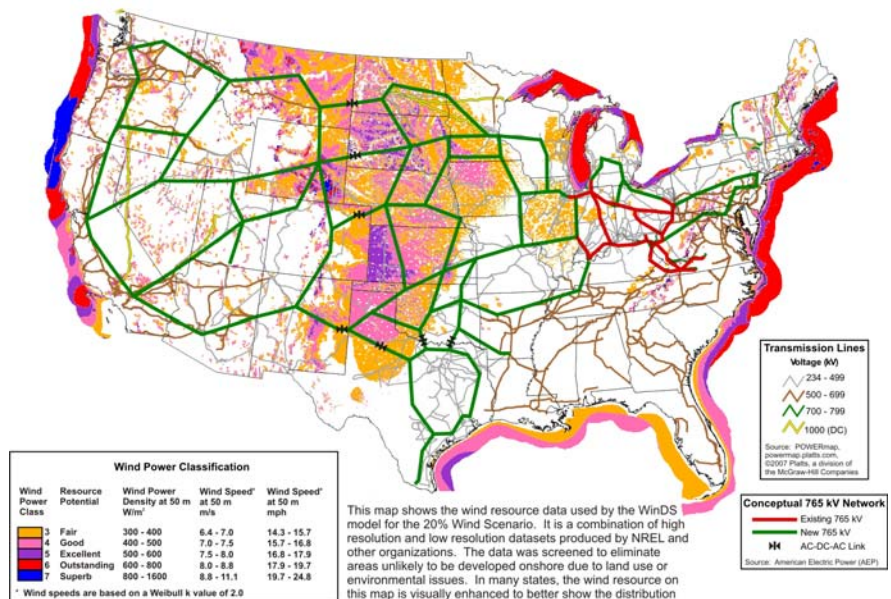 Transmission Lines
Voltage (kV)
234 - 499
500 - 699
700 - 799
1000 (DC)
Source: POWERmap,
powermap.platts.com,
©2007 Platts, a division of
the McGraw-Hill Companies
Wind Power Classification
Wind Power Class
Resource Potential
Wind Power Density at 50 m W/m²
Wind Speedª at 50 m m/s
Wind Speedª at 50 m mph
3 Fair 300 - 400 6.4 - 7.0 14.3 - 15.7
4 Good 400 - 500 7.0 - 7.5 15.7 - 16.8
5 Excellent 500 - 600 7.5 - 8.0 16.8 - 17.9
6 Outstanding 600 - 800 8.0 - 8.8 17.9 - 19.7
7 Superb 800 - 1600 8.8 - 11.1 19.7 - 24.8
ª Wind speeds are based on a Weibull k value of 2.0
This map shows the wind resource data used by the WinDS
model for the 20% Wind Scenario. It is a combination of high
resolution and low resolution datasets produced by NREL and
other organizations. The data was screened to eliminate
areas unlikely to be developed onshore due to land use or
environmental issues. In many states, the wind resource on
this map is visually enhanced to better show the distribution
Conceptual 765 kV Network
Existing 765 kV
New 765 kV
AC-DC-AC Link
Source: American Electric Power (AEP)